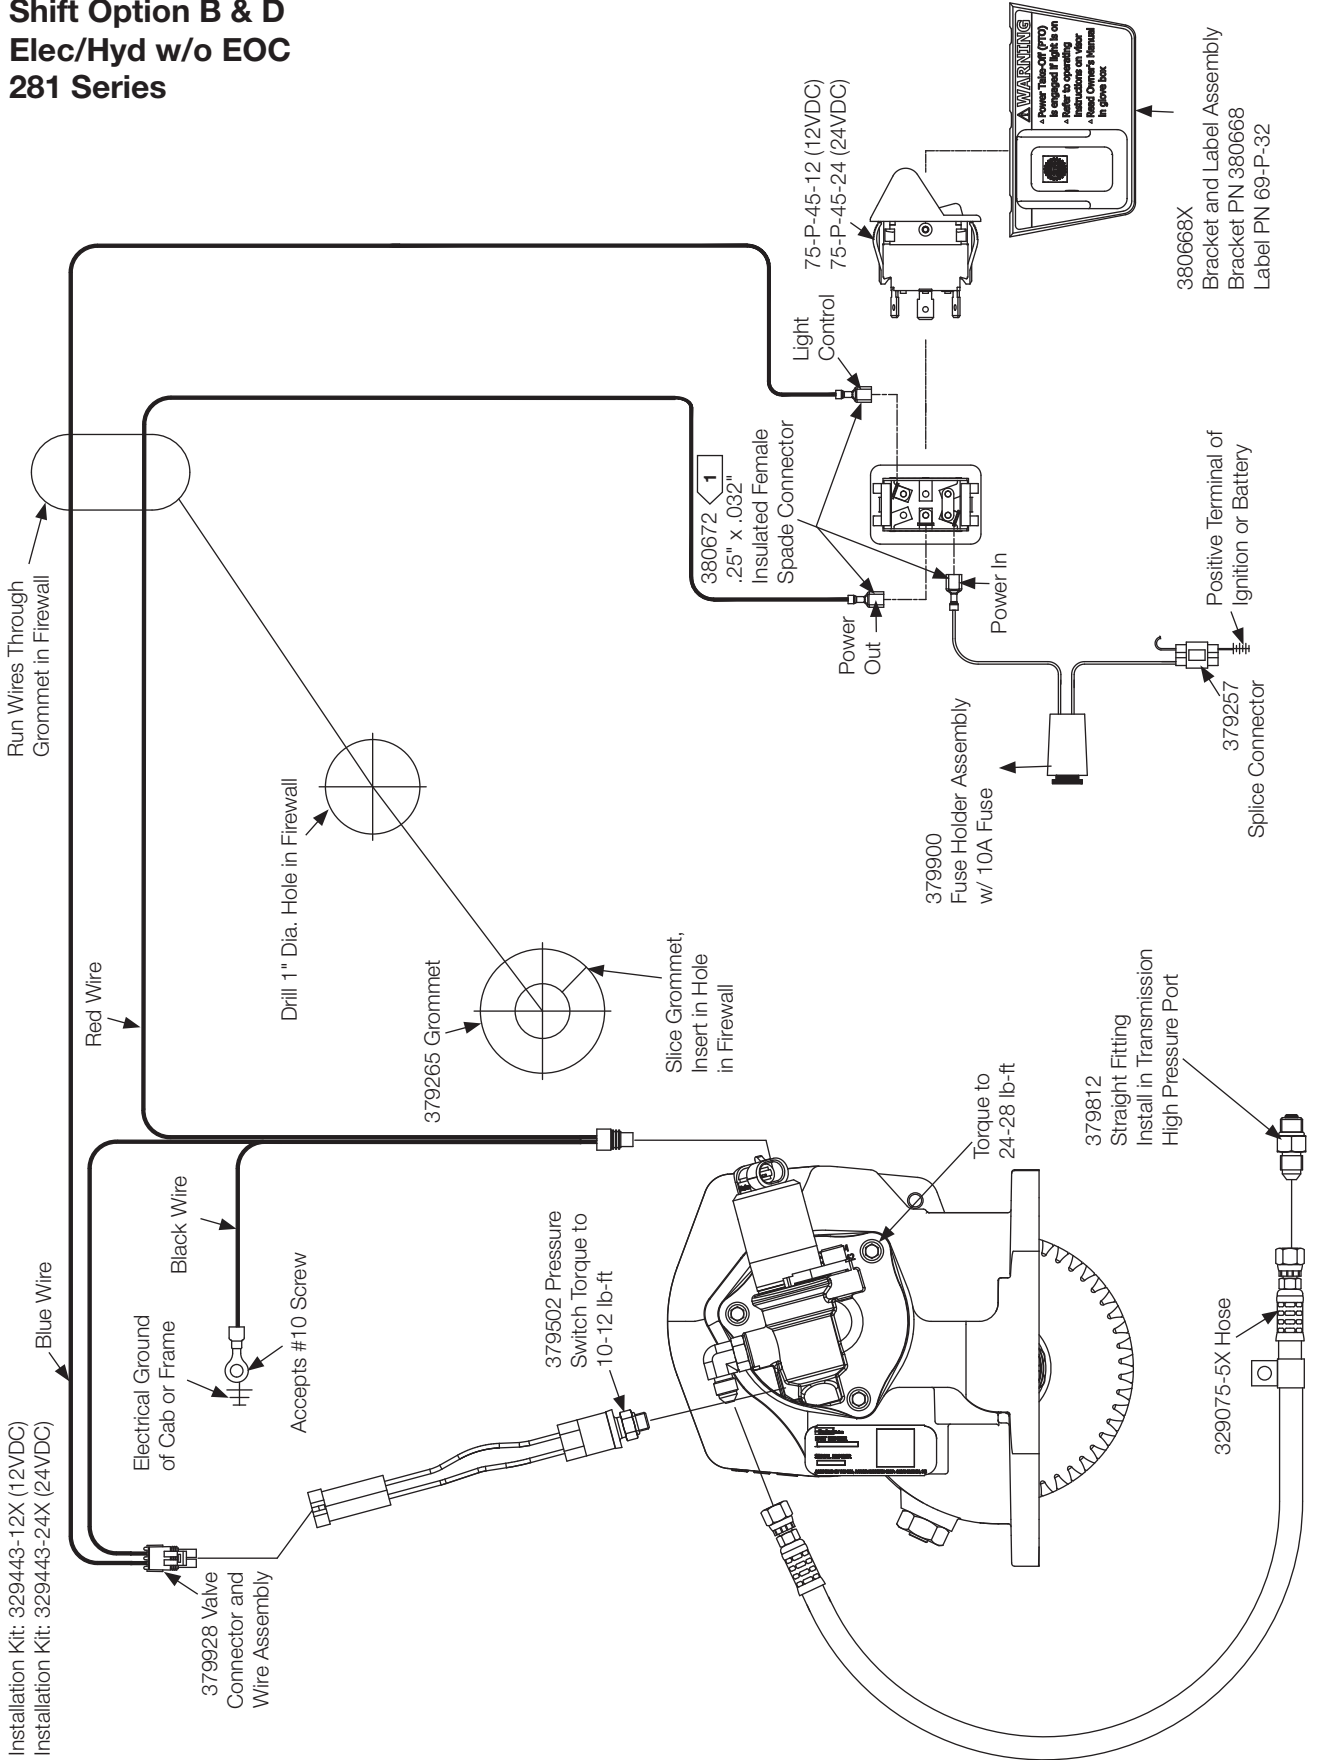 Shift Option B & D
Elec/Hyd w/o EOC
281 Series
Installation Kit: 329443-12X (12VDC)
Installation Kit: 329443-24X (24VDC)
Blue Wire
Red Wire
Run Wires Through
Grommet in Firewall
379928 Valve
Connector and
Wire Assembly
Electrical Ground
of Cab or Frame
Black Wire
Accepts #10 Screw
Drill 1" Dia. Hole in Firewall
379265 Grommet
Slice Grommet,
Insert in Hole
in Firewall
379502 Pressure
Switch Torque to
10-12 lb-ft
Torque to
24-28 lb-ft
379812
Straight Fitting
Install in Transmission
High Pressure Port
329075-5X Hose
380672
1
.25" x .032"
Insulated Female
Spade Connector
Light
Control
Power
Out
Power In
379900
Fuse Holder Assembly
w/ 10A Fuse
379257
Splice Connector
Positive Terminal of
Ignition or Battery
75-P-45-12 (12VDC)
75-P-45-24 (24VDC)
WARNING
Power Take-Off (PTO)
is engaged if light is on
Refer to operating
instructions on visor
Read Owner's Manual
in glove box
380668X
Bracket and Label Assembly
Bracket PN 380668
Label PN 69-P-32